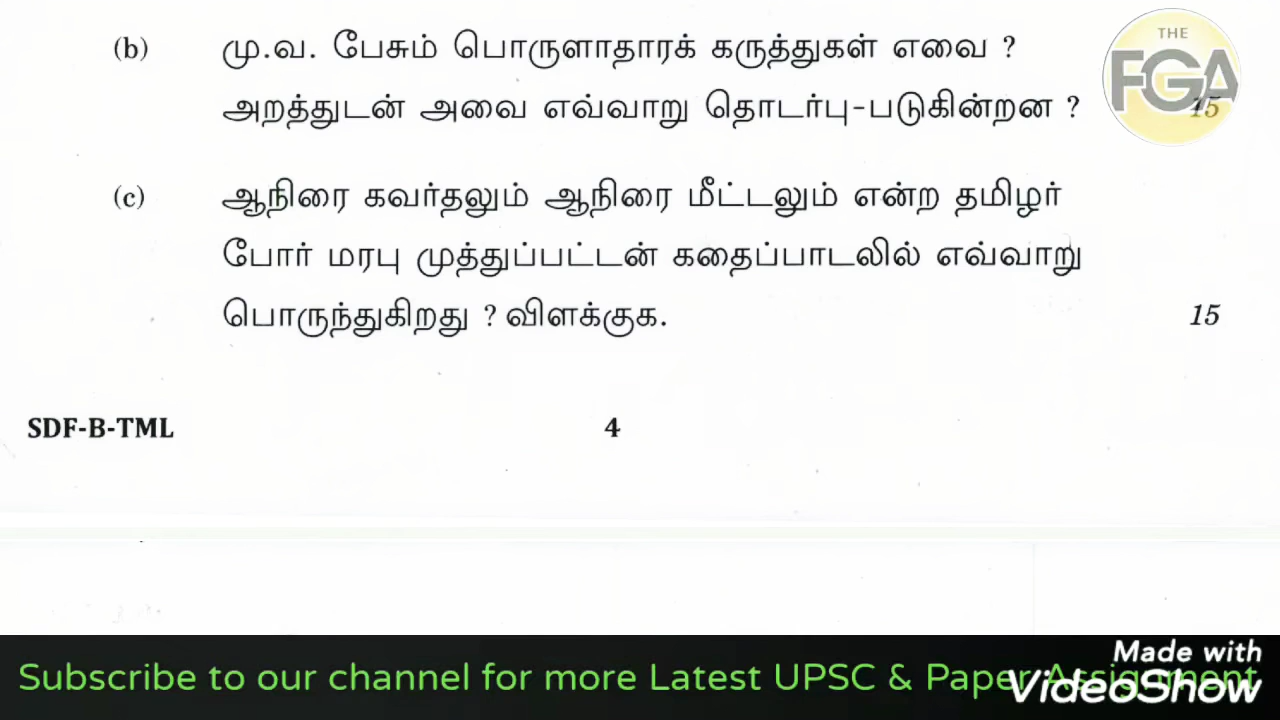 THE
FGA
(b) மு.வ. பேசும் பொருளாதாரக் கருத்துகள் எவை ?
அறத்துடன் அவை எவ்வாறு தொடர்பு-படுகின்றன ? 15
(c) ஆநிரை கவர்தலும் ஆநிரை மீட்டலும் என்ற தமிழர்
போர் மரபு முத்துப்பட்டன் கதைப்பாடலில் எவ்வாறு
பொருந்துகிறது ? விளக்குக. 15
SDF-B-TML 4
Made with
Subscribe to our channel for more Latest UPSC & Paper Assignment
VideoShow